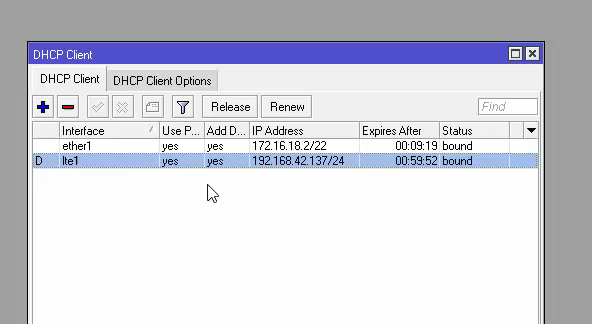 DHCP Client
DHCP Client DHCP Client Options
Release Renew Find
Interface Use P... Add D... IP Address Expires After Status
ether1 yes yes 172.16.18.2/22 00:09:19 bound
D lte1 yes yes 192.168.42.137/24 00:59:52 bound